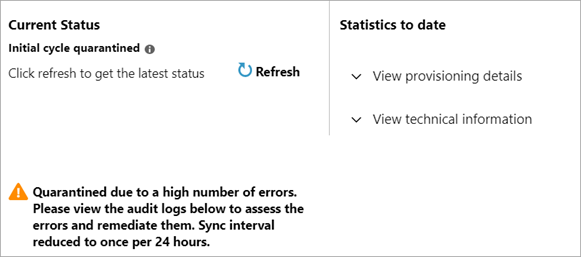 Current Status
Initial cycle quarantined
Click refresh to get the latest status
Refresh
Statistics to date
View provisioning details
View technical information
Quarantined due to a high number of errors.
Please view the audit logs below to assess the
errors and remediate them. Sync interval
reduced to once per 24 hours.